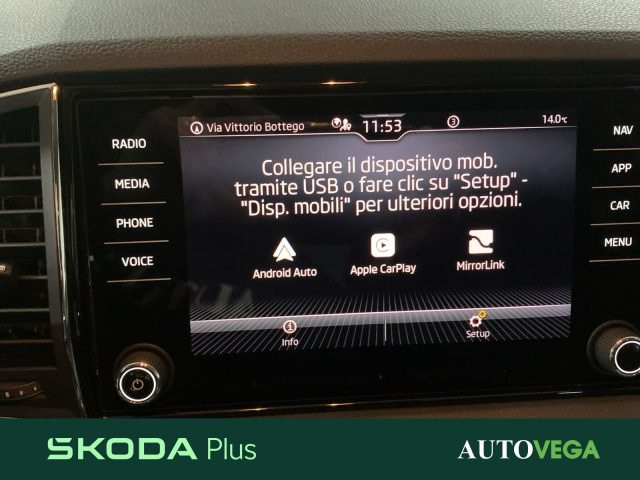 Via Vittorio Bottego
11:53
3
14.0°C
RADIO
MEDIA
PHONE
VOICE
NAV
APP
CAR
MENU
Collegare il dispositivo mob.
tramite USB o fare clic su "Setup" -
"Disp. mobili" per ulteriori opzioni.
Android Auto
Apple CarPlay
MirrorLink
Info
Setup
ŠKODA Plus
AUTOVEGA